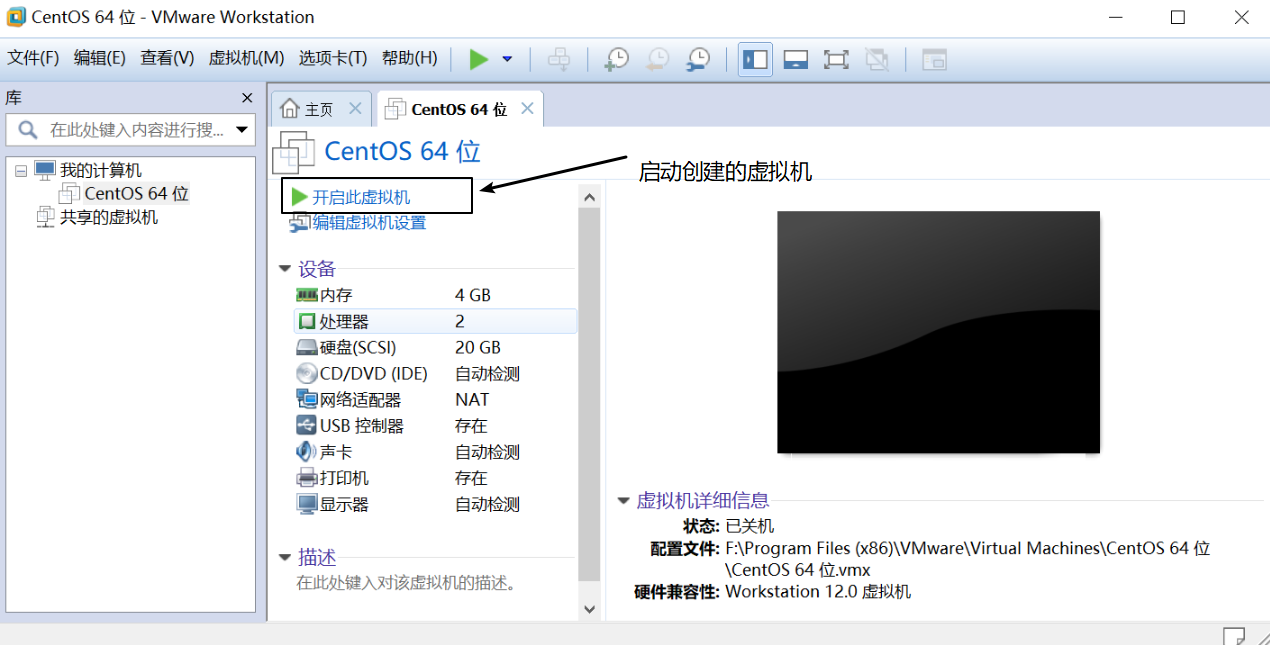 CentOS 64 位 - VMware Workstation
文件(F) 编辑(E) 查看(V) 虚拟机(M) 选项卡(T) 帮助(H)
库
在此处键入内容进行搜...
我的计算机
CentOS 64 位
共享的虚拟机
主页
CentOS 64 位
CentOS 64 位
开启此虚拟机
启动创建的虚拟机
编辑虚拟机设置
设备
内存 4 GB
处理器 2
硬盘(SCSI) 20 GB
CD/DVD (IDE) 自动检测
网络适配器 NAT
USB 控制器 存在
声卡 自动检测
打印机 存在
显示器 自动检测
描述
在此处键入对该虚拟机的描述。
虚拟机详细信息
状态: 已关机
配置文件: F:\Program Files (x86)\VMware\Virtual Machines\CentOS 64 位
\CentOS 64 位.vmx
硬件兼容性: Workstation 12.0 虚拟机